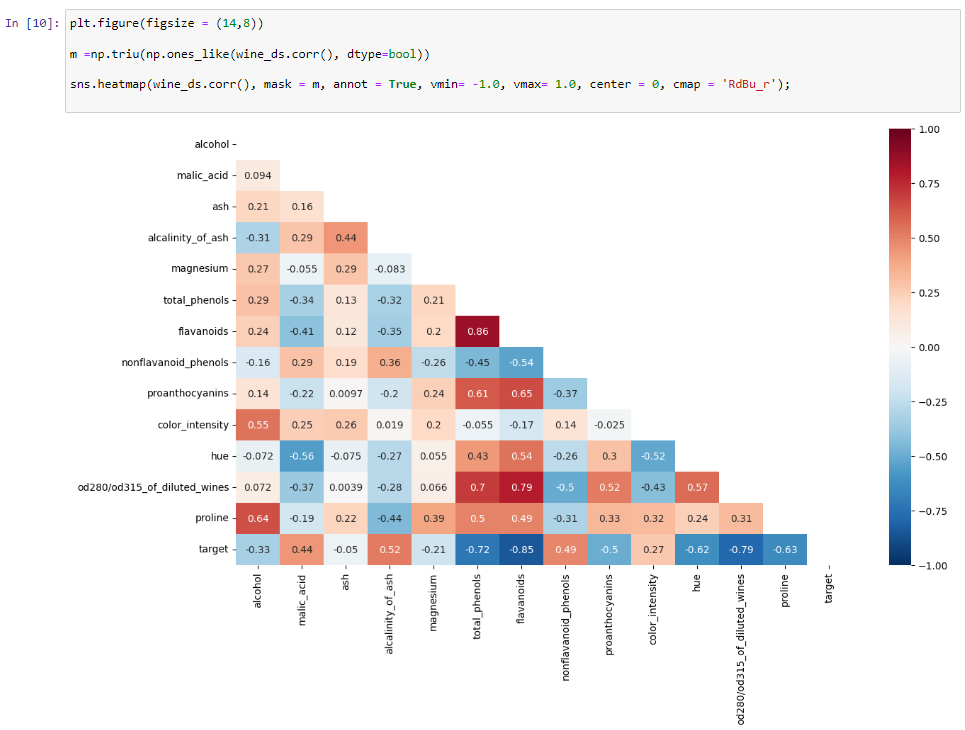 In [10]: plt.figure(figsize = (14,8))
m =np.triu(np.ones_like(wine_ds.corr(), dtype=bool))
sns.heatmap(wine_ds.corr(), mask = m, annot = True, vmin= -1.0, vmax= 1.0, center = 0, cmap = 'RdBu_r');
alcohol
malic_acid 0.094
ash 0.21 0.16
alcalinity_of_ash -0.31 0.29 0.44
magnesium 0.27 -0.055 0.29 -0.083
total_phenols 0.29 -0.34 0.13 -0.32 0.21
flavanoids 0.24 -0.41 0.12 -0.35 0.2 0.86
nonflavanoid_phenols -0.16 0.29 0.19 0.36 -0.26 -0.45 -0.54
proanthocyanins 0.14 -0.22 0.0097 -0.2 0.24 0.61 0.65 -0.37
color_intensity 0.55 0.25 0.26 0.019 0.2 -0.055 -0.17 0.14 -0.025
hue -0.072 -0.56 -0.075 -0.27 0.055 0.43 0.54 -0.26 0.3 -0.52
od280/od315_of_diluted_wines 0.072 -0.37 0.0039 -0.28 0.066 0.7 0.79 -0.5 0.52 -0.43 0.57
proline 0.64 -0.19 0.22 -0.44 0.39 0.5 0.49 -0.31 0.33 0.32 0.24 0.31
target -0.33 0.44 -0.05 0.52 -0.21 -0.72 -0.85 0.49 -0.5 0.27 -0.62 -0.79 -0.63
alcohol
malic_acid
ash
alcalinity_of_ash
magnesium
total_phenols
flavanoids
nonflavanoid_phenols
proanthocyanins
color_intensity
hue
od280/od315_of_diluted_wines
proline
target
1.00
0.75
0.50
0.25
0.00
−0.25
−0.50
−0.75
−1.00